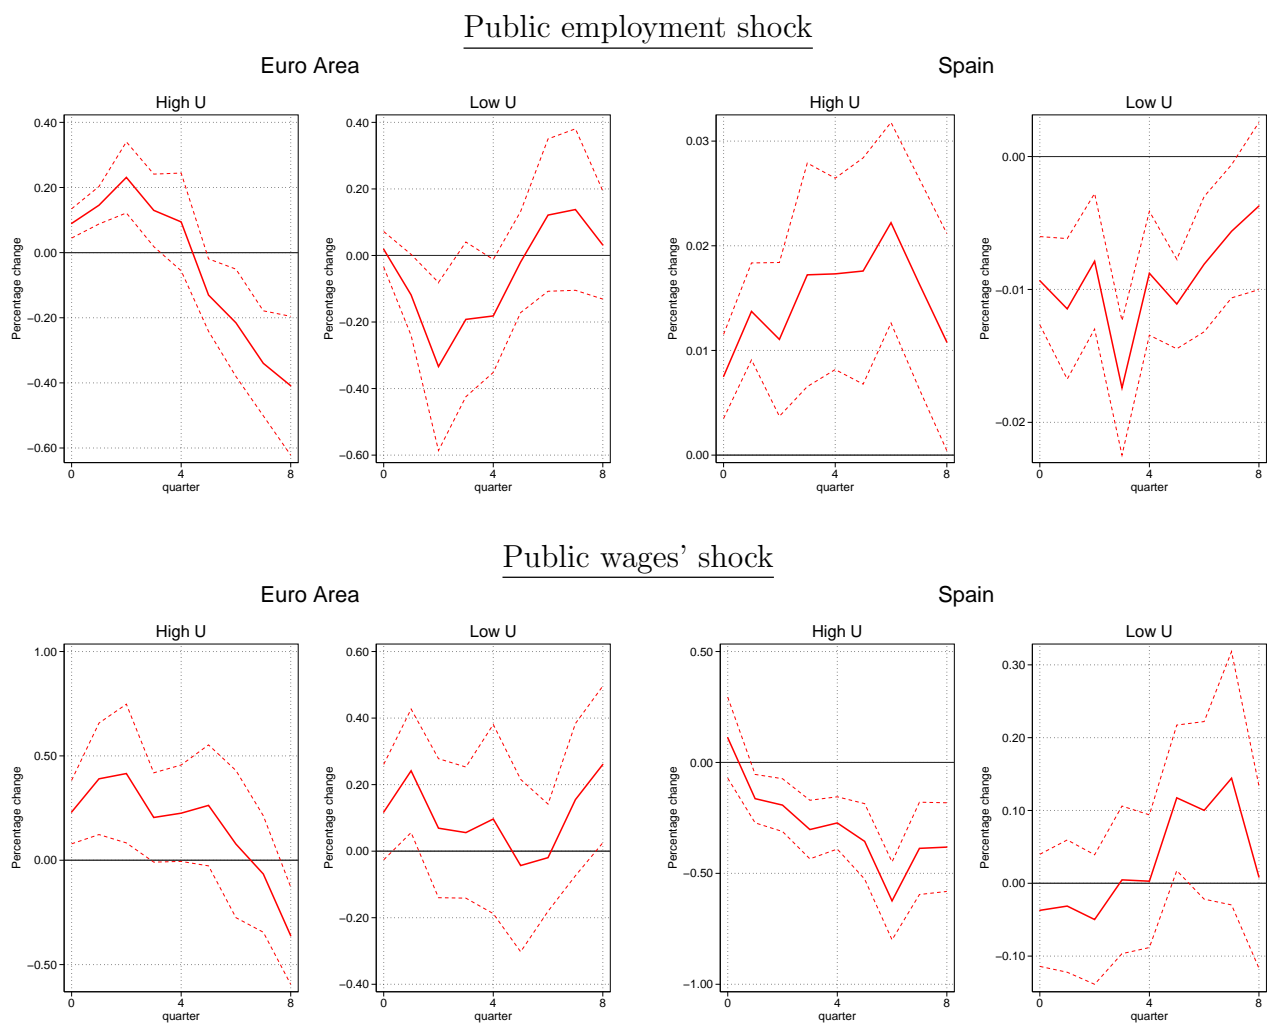 Public employment shock
Euro Area
Spain
High U
Low U
High U
Low U
Percentage change
0.40
0.20
0.00
−0.20
−0.40
−0.60
0
4
8
quarter
Percentage change
0.40
0.20
0.00
−0.20
−0.40
−0.60
0
4
8
quarter
Percentage change
0.03
0.02
0.01
0.00
0
4
8
quarter
Percentage change
0.00
−0.01
−0.02
0
4
8
quarter
Public wages’ shock
Euro Area
Spain
High U
Low U
High U
Low U
Percentage change
1.00
0.50
0.00
−0.50
0
4
8
quarter
Percentage change
0.60
0.40
0.20
0.00
−0.20
−0.40
0
4
8
quarter
Percentage change
0.50
0.00
−0.50
−1.00
0
4
8
quarter
Percentage change
0.30
0.20
0.10
0.00
−0.10
0
4
8
quarter